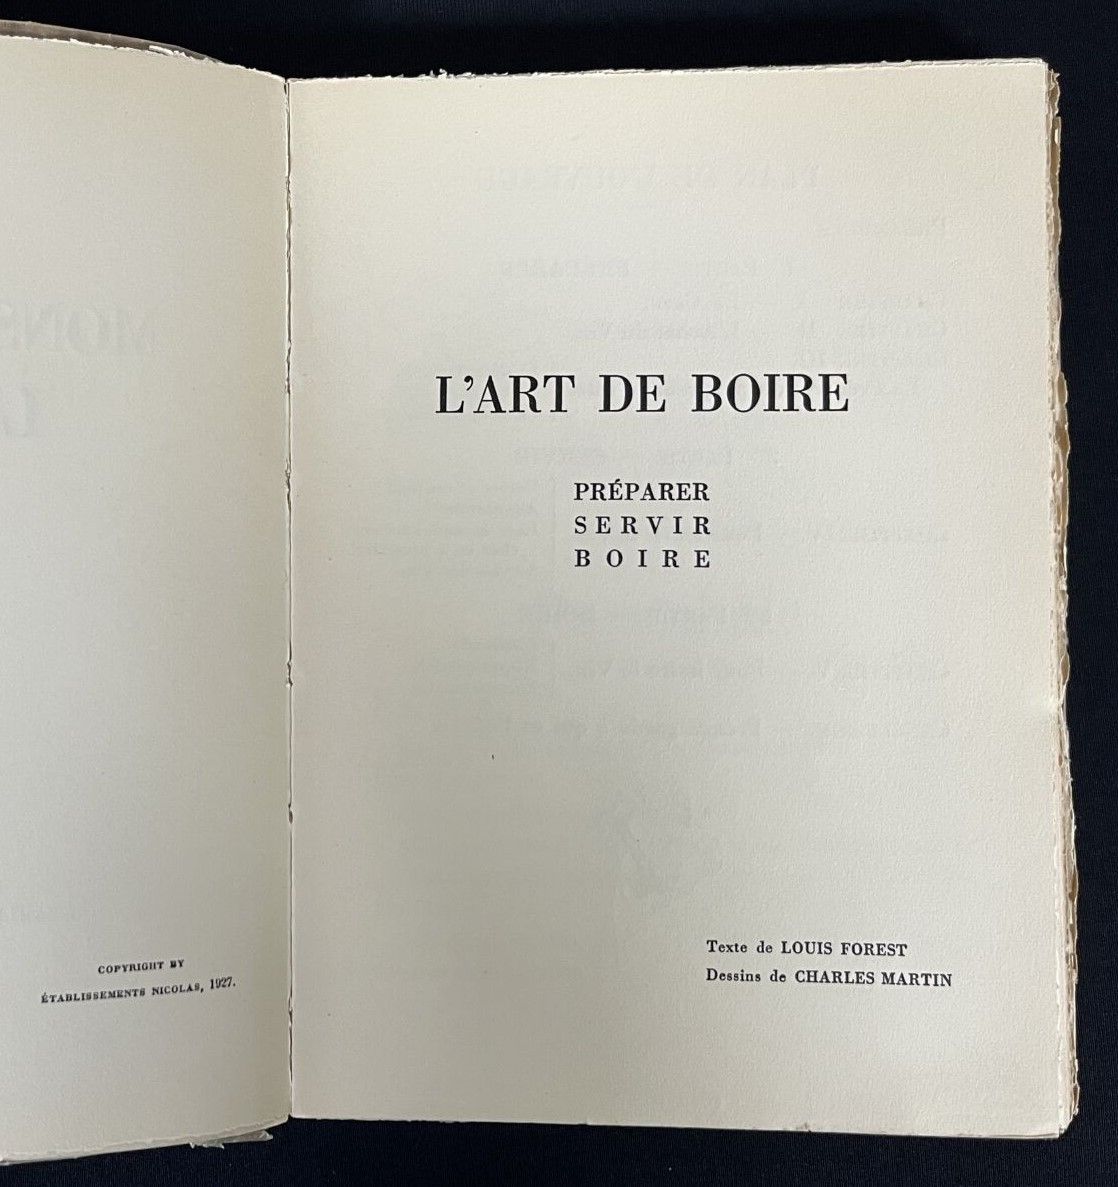 COPYRIGHT BY
ÉTABLISSEMENTS NICOLAS, 1927.
L'ART DE BOIRE
PRÉPARER
SERVIR
BOIRE
Texte de LOUIS FOREST
Dessins de CHARLES MARTIN